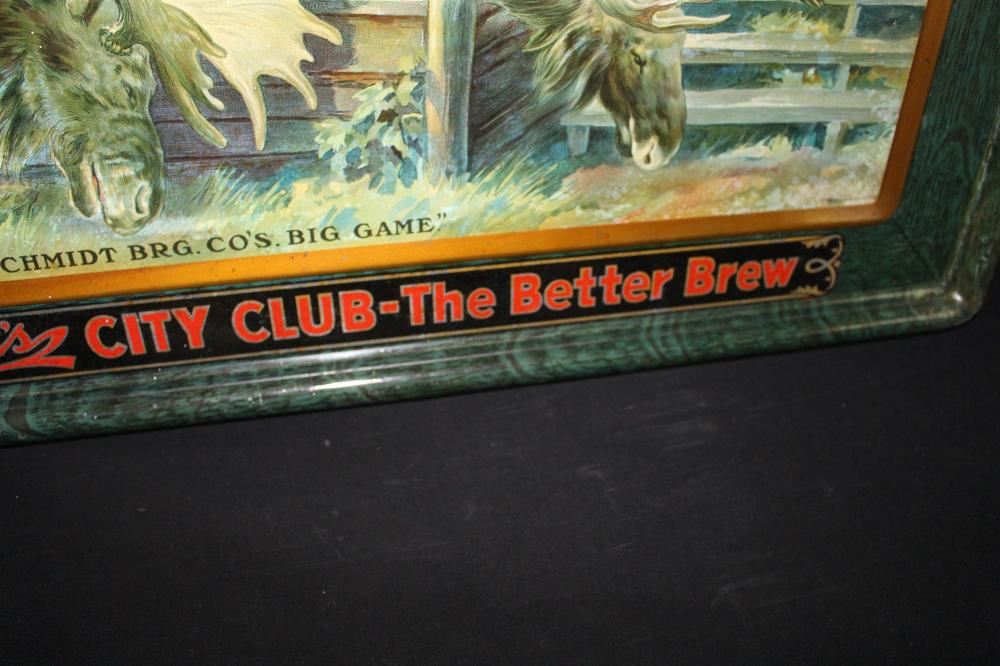 CHMIDT BRG. CO'S. BIG GAME."
's CITY CLUB-The Better Brew